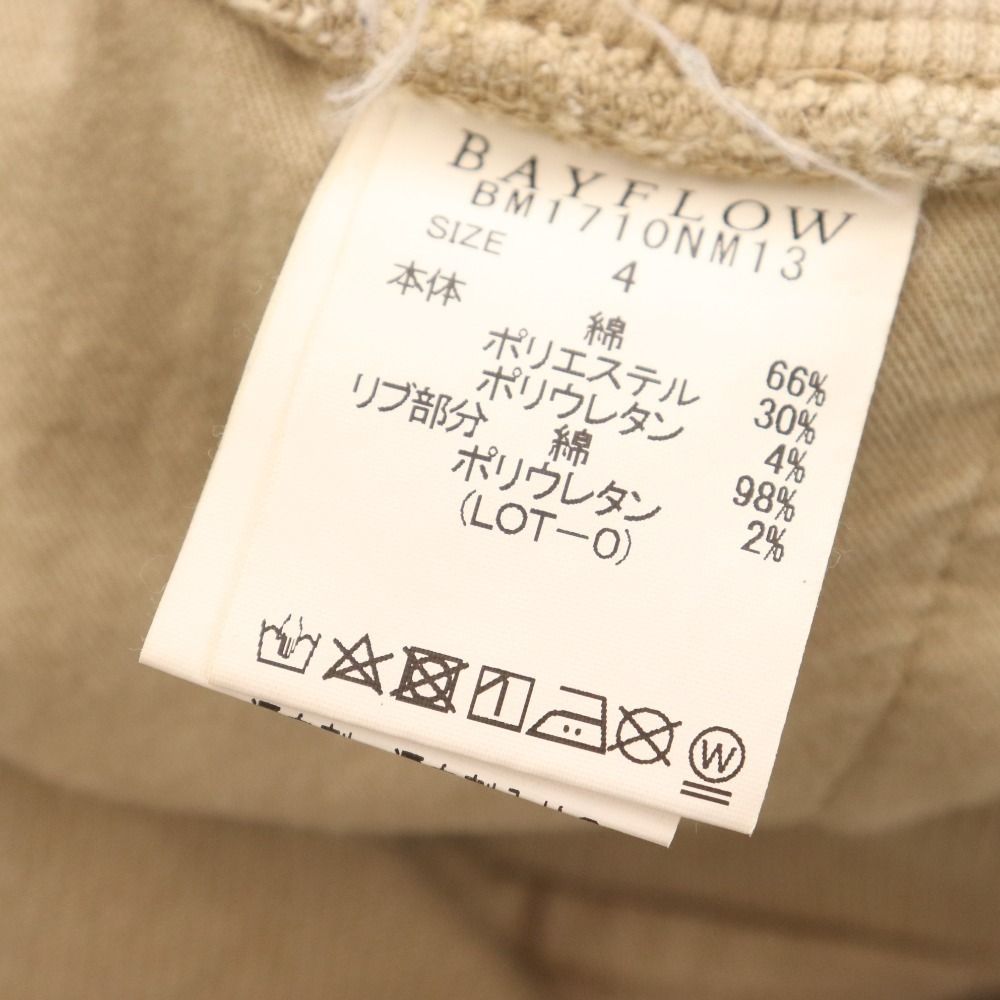 BAYFLOW
BM1710NM13
SIZE 4
本体 綿 66%
ポリエステル 30%
ポリウレタン 4%
リブ部分 綿 98%
ポリウレタン 2%
(LOT-0)
W